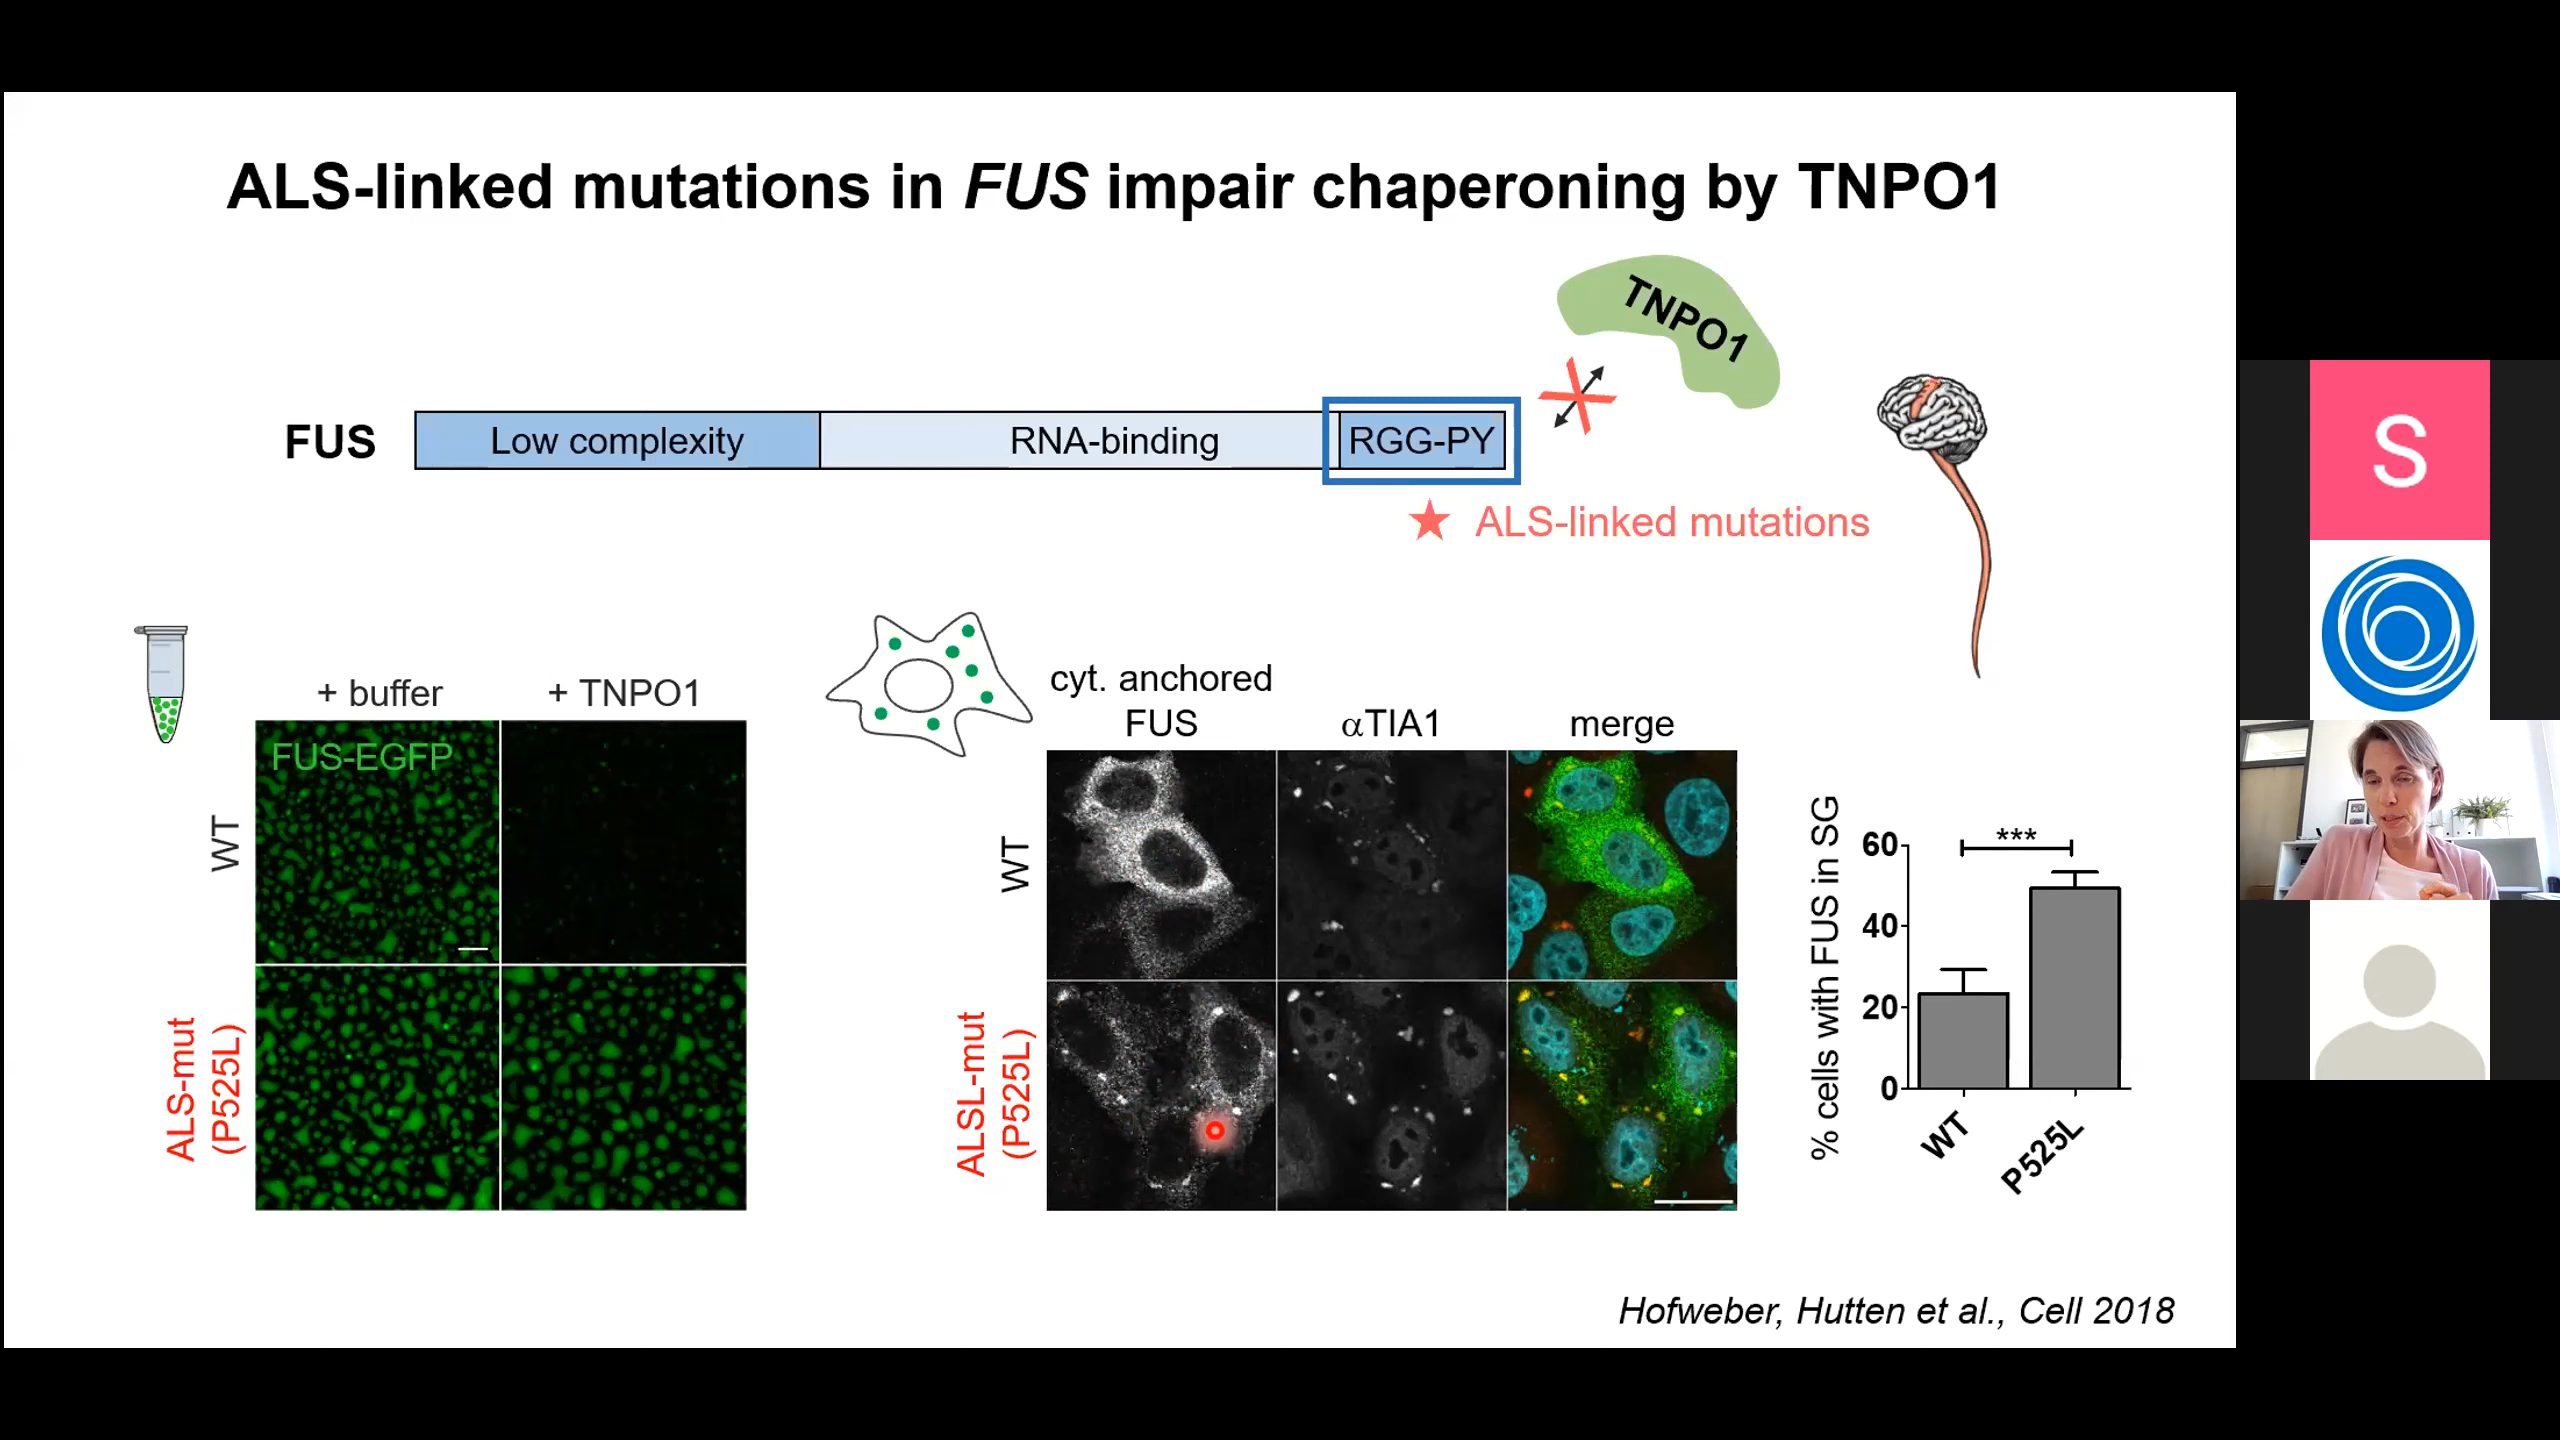 ALS-linked mutations in FUS impair chaperoning by TNPO1
TNPO1
FUS
Low complexity
RNA-binding
RGG-PY
★ ALS-linked mutations
+ buffer
+ TNPO1
FUS-EGFP
WT
ALS-mut
(P525L)
cyt. anchored
FUS
αTIA1
merge
WT
ALSL-mut
(P525L)
% cells with FUS in SG
60
40
20
0
***
WT
P525L
Hofweber, Hutten et al., Cell 2018
S